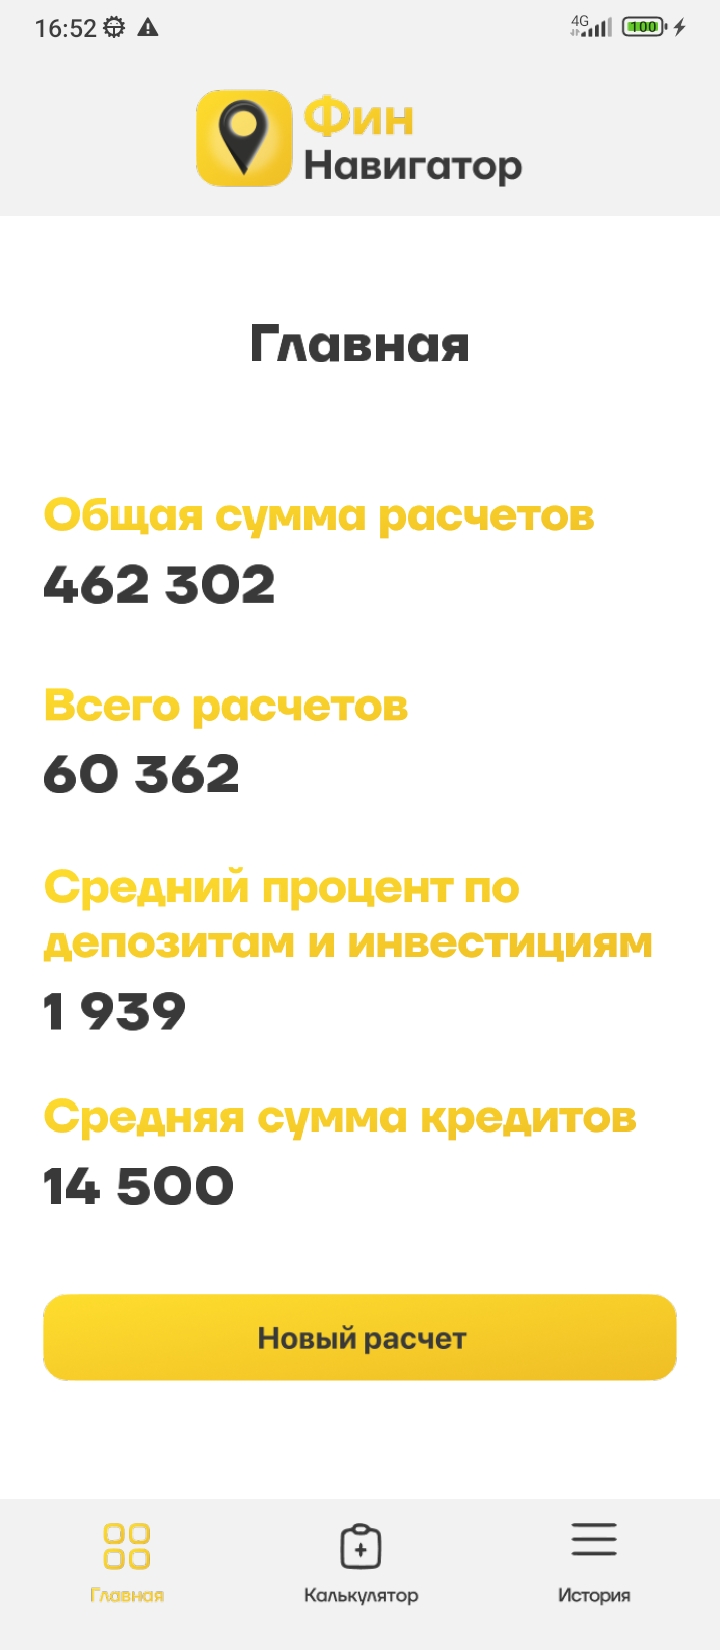 16:52
4G 100
Фин
Навигатор
Главная
Общая сумма расчетов
462 302
Всего расчетов
60 362
Средний процент по
депозитам и инвестициям
1 939
Средняя сумма кредитов
14 500
Новый расчет
Главная Калькулятор История